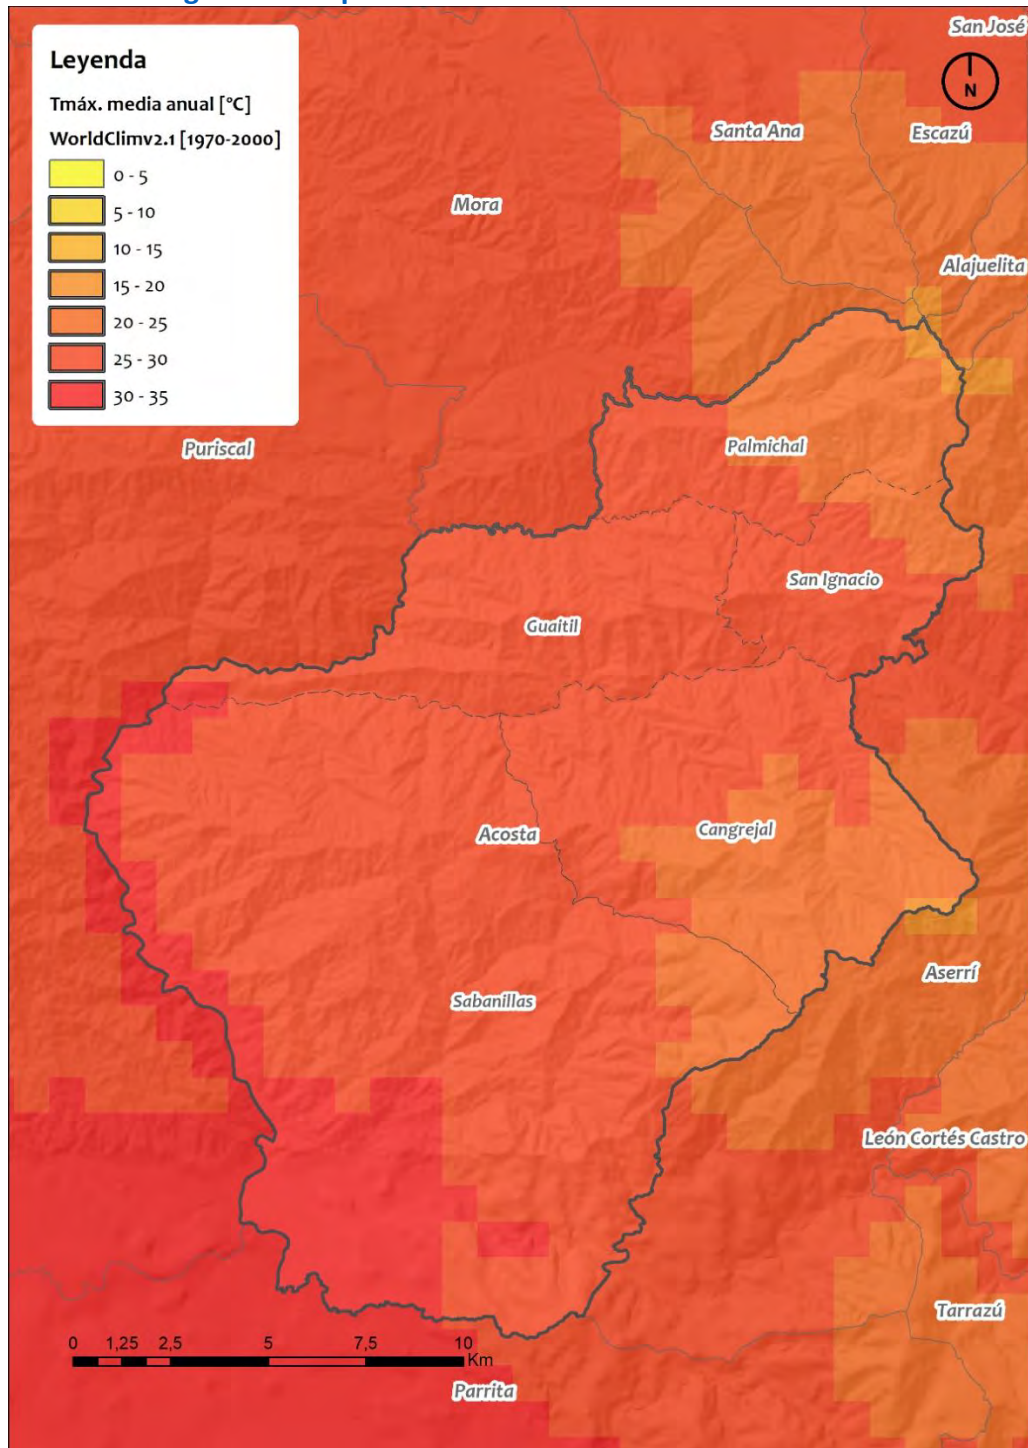 San José
Leyenda
Tmáx. media anual [°C]
WorldClimv2.1 [1970-2000]
0 - 5
5 - 10
10 - 15
15 - 20
20 - 25
25 - 30
30 - 35
N
Santa Ana
Escazú
Mora
Alajuelita
Puriscal
Palmichal
San Ignacio
Guaitil
Acosta
Cangrejal
Aserrí
Sabanillas
León Cortés Castro
Tarrazú
0 1,25 2,5 5 7,5 10
Km
Parrita